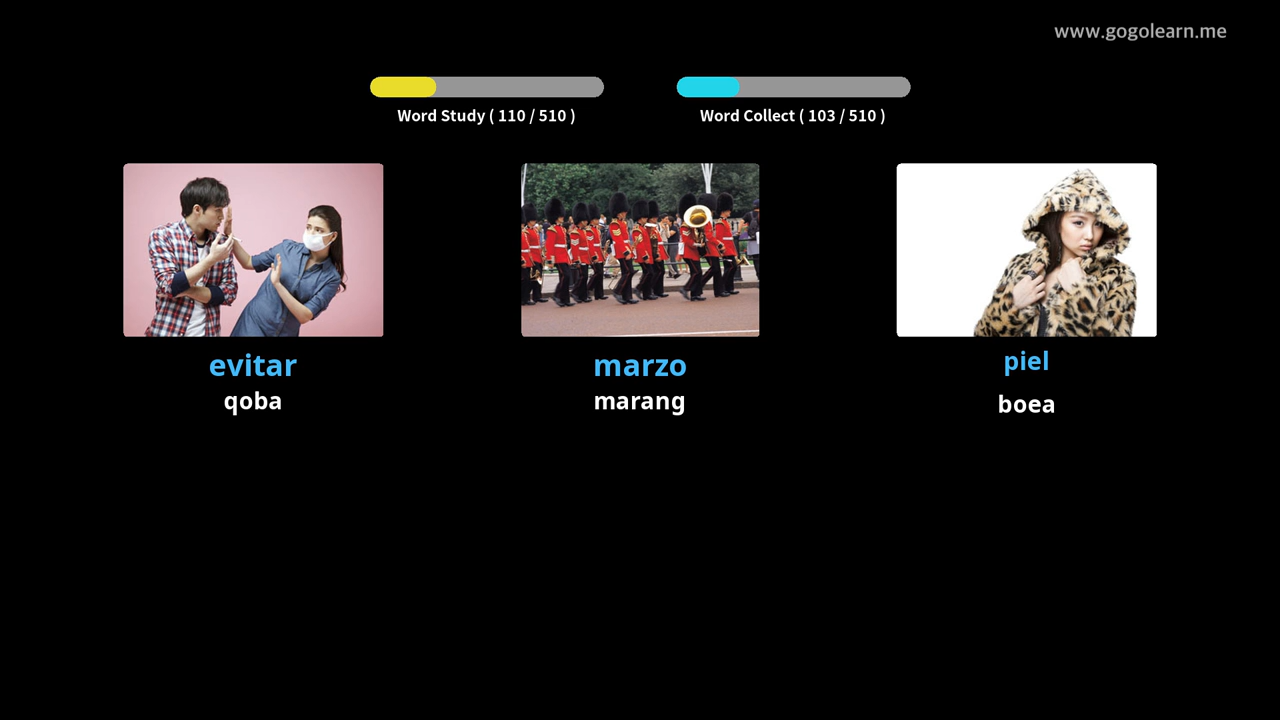 www.gogolearn.me
Word Study ( 110 / 510 )
Word Collect ( 103 / 510 )
evitar
qoba
marzo
marang
piel
boea